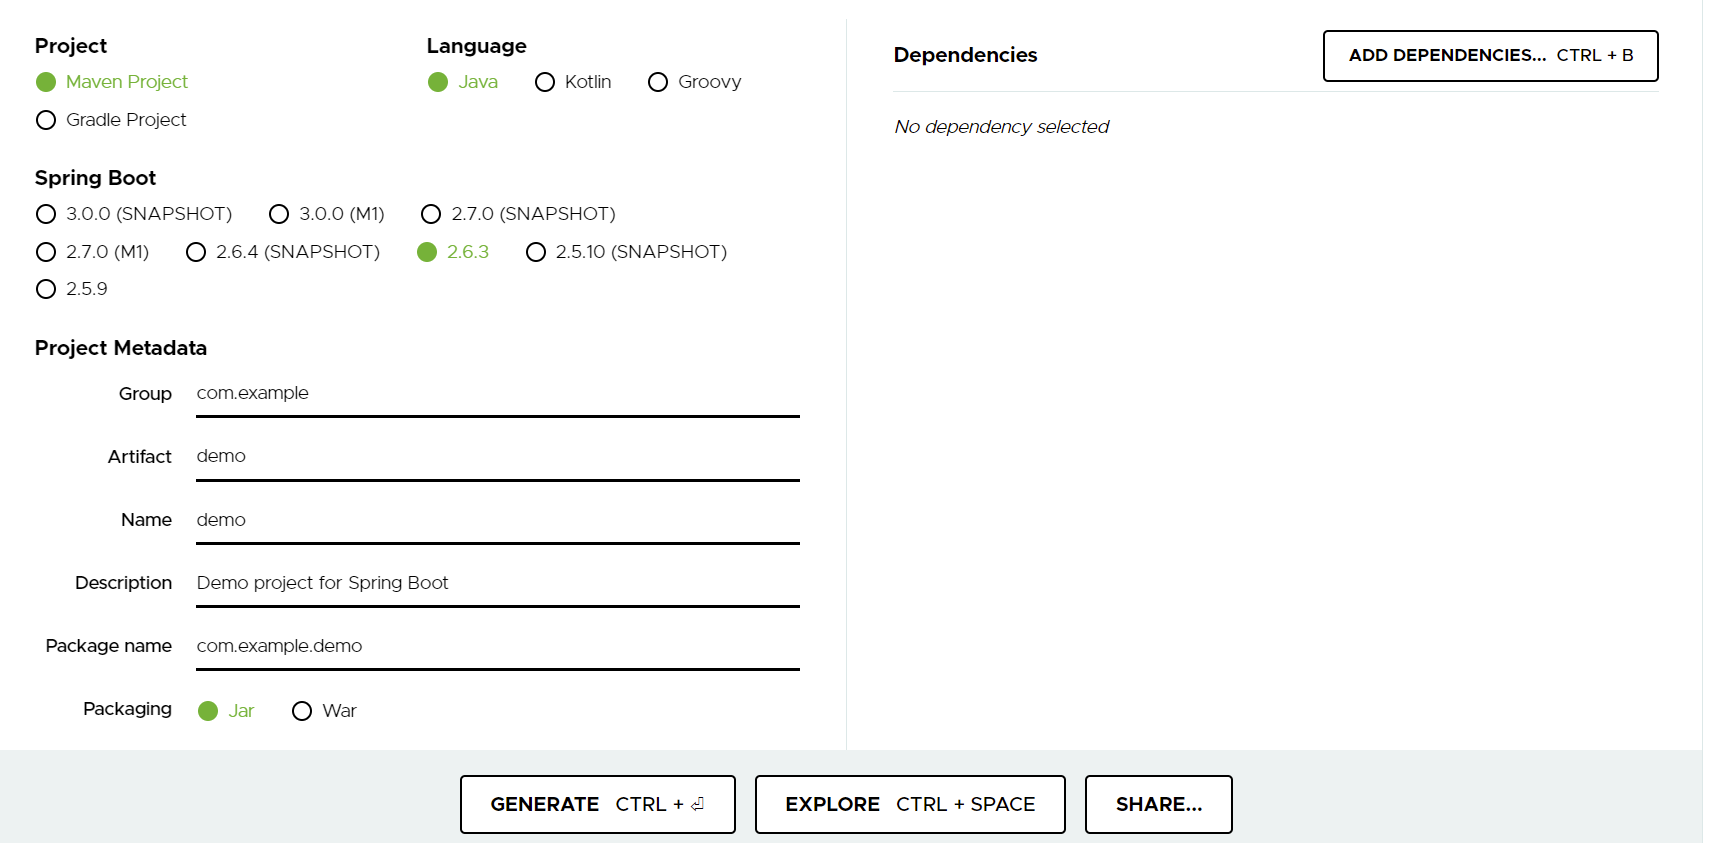 Project
Maven Project
Gradle Project
Language
Java Kotlin Groovy
Spring Boot
3.0.0 (SNAPSHOT) 3.0.0 (M1) 2.7.0 (SNAPSHOT)
2.7.0 (M1) 2.6.4 (SNAPSHOT) 2.6.3 2.5.10 (SNAPSHOT)
2.5.9
Project Metadata
Group com.example
Artifact demo
Name demo
Description Demo project for Spring Boot
Package name com.example.demo
Packaging Jar War
Dependencies
ADD DEPENDENCIES... CTRL + B
No dependency selected
GENERATE CTRL + ⏎
EXPLORE CTRL + SPACE
SHARE...